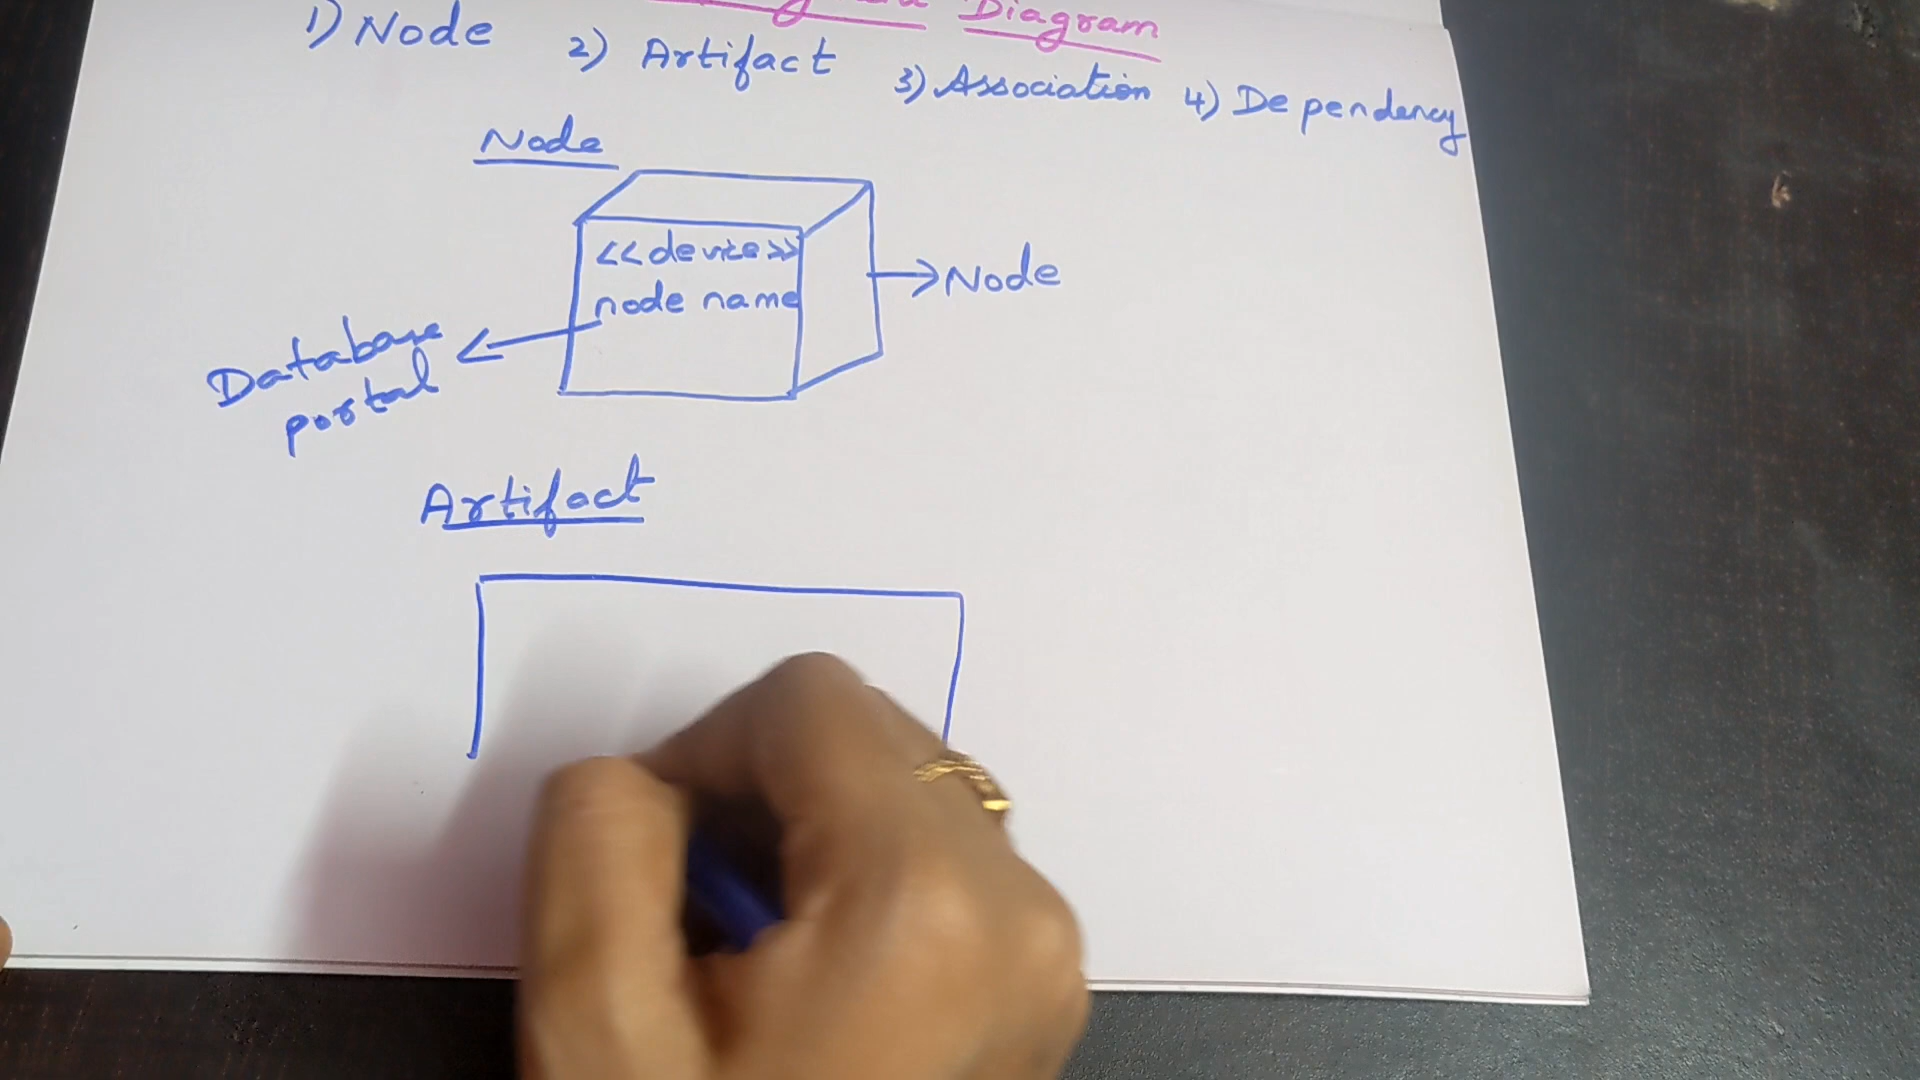 Diagram
1) Node 2) Artifact 3) Association 4) Dependency
Node
<<device>>
node name
Node
Database
portal
Artifact